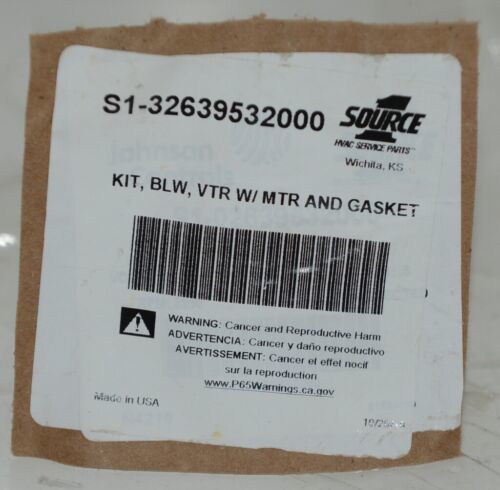 S1-32639532000
1
SOURCE
HVAC SERVICE PARTS
Wichita, KS
KIT, BLW, VTR W/ MTR AND GASKET
WARNING: Cancer and Reproductive Harm
ADVERTENCIA: Cancer y daño reproductivo
AVERTISSEMENT: Cancer et effet nocif
sur la reproduction
www.P65Warnings.ca.gov
Made in USA